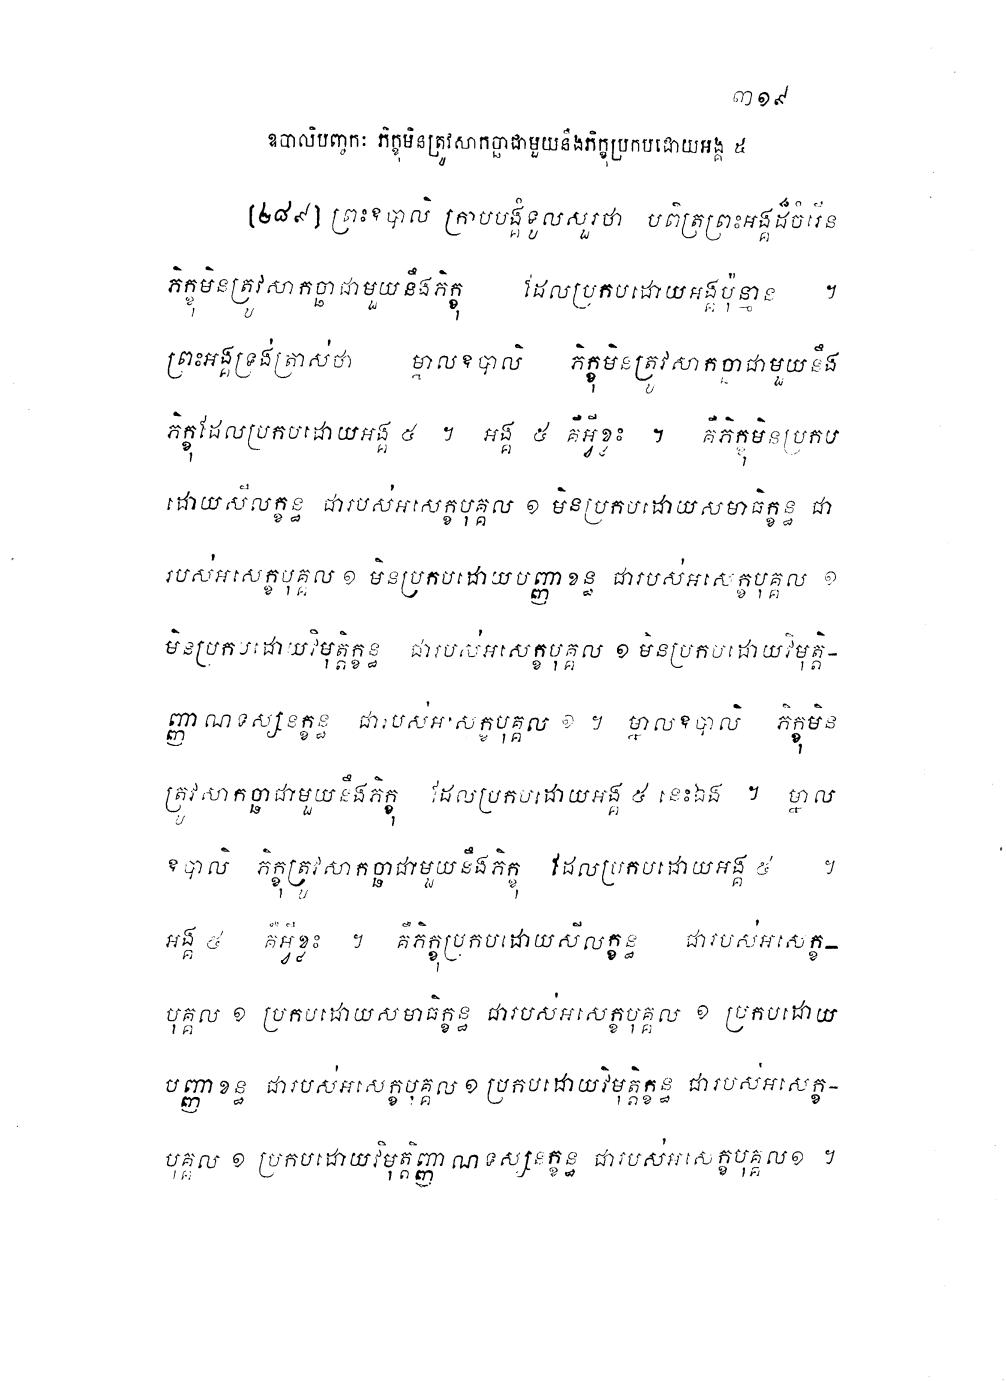 ៣១៩
ឧបាលិបញ្ចកៈ ភិក្ខុមិនត្រូវសាកច្ឆាជាមួយនឹងភិក្ខុប្រកបដោយអង្គ ៥
[៤៨៩] ព្រះឧបាលិ ក្រាបបង្គំទូលសួរថា បពិត្រព្រះអង្គដ៏ចំរើន
ភិក្ខុមិនត្រូវសាកច្ឆាជាមួយនឹងភិក្ខុ ដែលប្រកបដោយអង្គប៉ុន្មាន ។
ព្រះអង្គទ្រង់ត្រាស់ថា ម្នាលឧបាលិ ភិក្ខុមិនត្រូវសាកច្ឆាជាមួយនឹង
ភិក្ខុដែលប្រកបដោយអង្គ ៥ ។ អង្គ ៥ គឺអ្វីខ្លះ ។ គឺភិក្ខុមិនប្រកប
ដោយសីលក្ខន្ធ ជារបស់អសេក្ខបុគ្គល ១ មិនប្រកបដោយសមាធិក្ខន្ធ ជា
របស់អសេក្ខបុគ្គល ១ មិនប្រកបដោយបញ្ញាខន្ធ ជារបស់អសេក្ខបុគ្គល ១
មិនប្រកបដោយវិមុត្តិក្ខន្ធ ជារបស់អសេក្ខបុគ្គល ១ មិនប្រកបដោយវិមុត្តិ-
ញ្ញាណទស្សនក្ខន្ធ ជារបស់អសេក្ខបុគ្គល ១ ។ ម្នាលឧបាលិ ភិក្ខុមិន
ត្រូវសាកច្ឆាជាមួយនឹងភិក្ខុ ដែលប្រកបដោយអង្គ ៥ នេះឯង ។ ម្នាល
ឧបាលិ ភិក្ខុត្រូវសាកច្ឆាជាមួយនឹងភិក្ខុ ដែលប្រកបដោយអង្គ ៥ ។
អង្គ ៥ គឺអ្វីខ្លះ ។ គឺភិក្ខុប្រកបដោយសីលក្ខន្ធ ជារបស់អសេក្ខ-
បុគ្គល ១ ប្រកបដោយសមាធិក្ខន្ធ ជារបស់អសេក្ខបុគ្គល ១ ប្រកបដោយ
បញ្ញាខន្ធ ជារបស់អសេក្ខបុគ្គល ១ ប្រកបដោយវិមុត្តិក្ខន្ធ ជារបស់អសេក្ខ-
បុគ្គល ១ ប្រកបដោយវិមុត្តិញ្ញាណទស្សនក្ខន្ធ ជារបស់អសេក្ខបុគ្គល១ ។